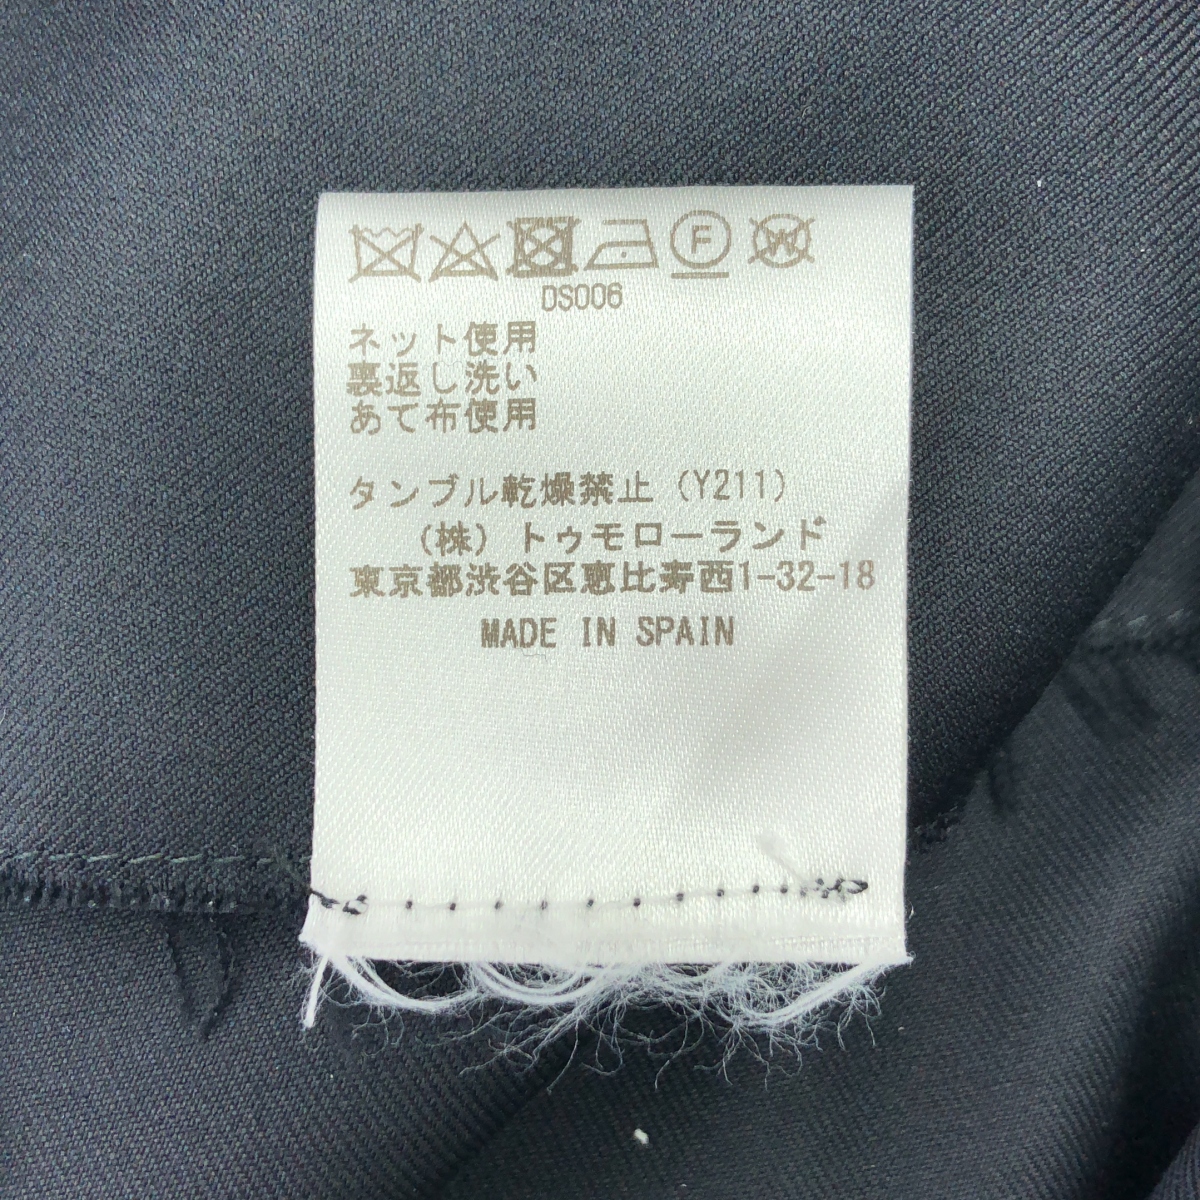 F W
DS006
ネット使用
裏返し洗い
あて布使用
タンブル乾燥禁止(Y211)
(株)トゥモローランド
東京都渋谷区恵比寿西1-32-18
MADE IN SPAIN